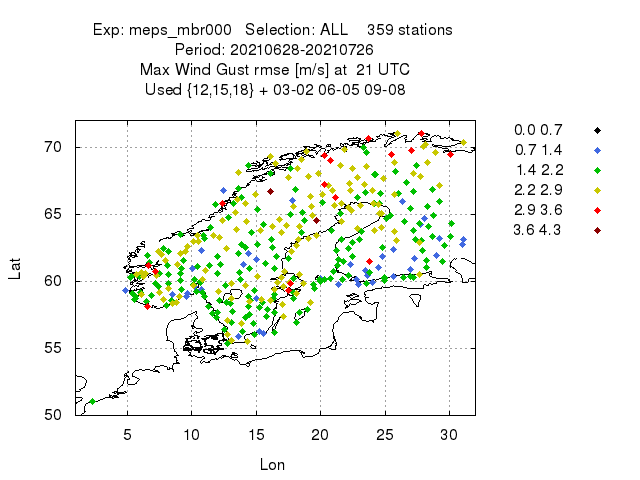 Exp: meps_mbr000 Selection: ALL 359 stations
Period: 20210628-20210726
Max Wind Gust rmse [m/s] at 21 UTC
Used {12,15,18} + 03-02 06-05 09-08
0.0 0.7
0.7 1.4
1.4 2.2
2.2 2.9
2.9 3.6
3.6 4.3
70
65
60
55
50
Lat
5 10 15 20 25 30
Lon